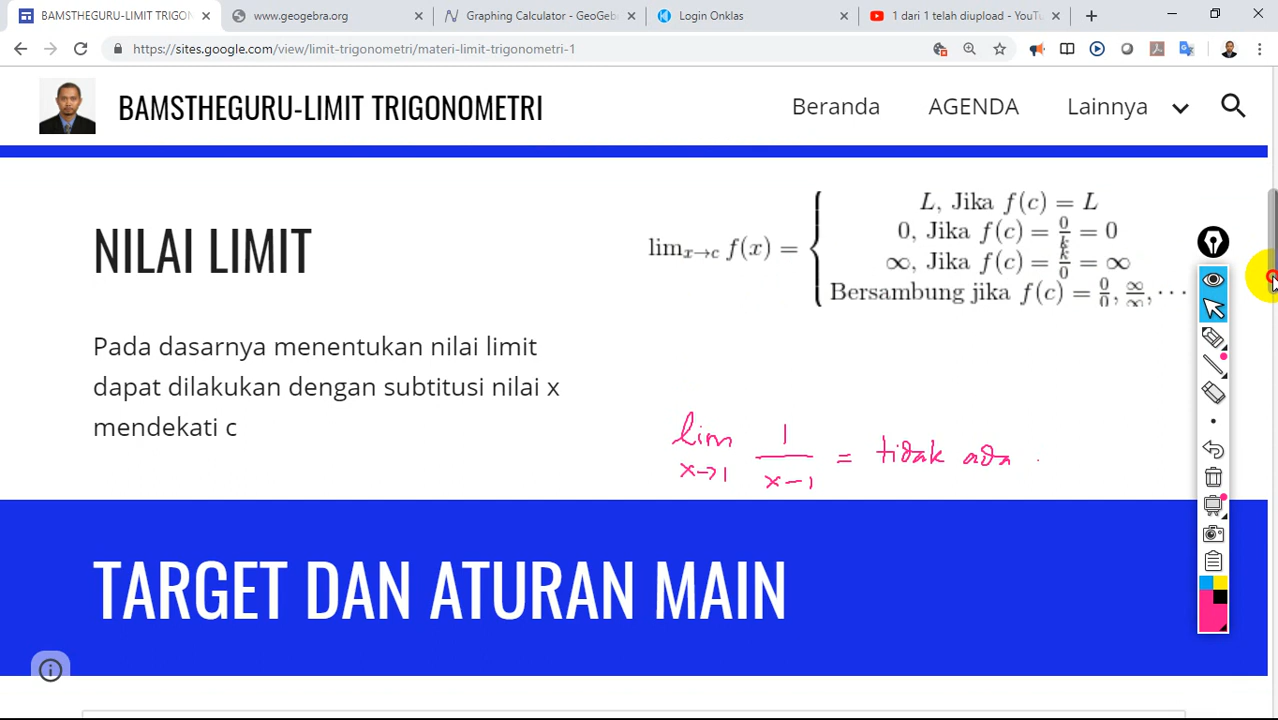 BAMSTHEGURU-LIMIT TRIGON
www.geogebra.org
Graphing Calculator - GeoGeb
Login Onklas
1 dari 1 telah diupload - YouTu
https://sites.google.com/view/limit-trigonometri/materi-limit-trigonometri-1
BAMSTHEGURU-LIMIT TRIGONOMETRI
Beranda AGENDA Lainnya
NILAI LIMIT
Pada dasarnya menentukan nilai limit
dapat dilakukan dengan subtitusi nilai x
mendekati c
lim x→c f(x) = {
L, Jika f(c) = L
0, Jika f(c) = 0/k = 0
∞, Jika f(c) = k/0 = ∞
Bersambung jika f(c) = 0/0, ∞/∞, ⋯
lim x→1 1/(x-1) = tidak ada .
TARGET DAN ATURAN MAIN